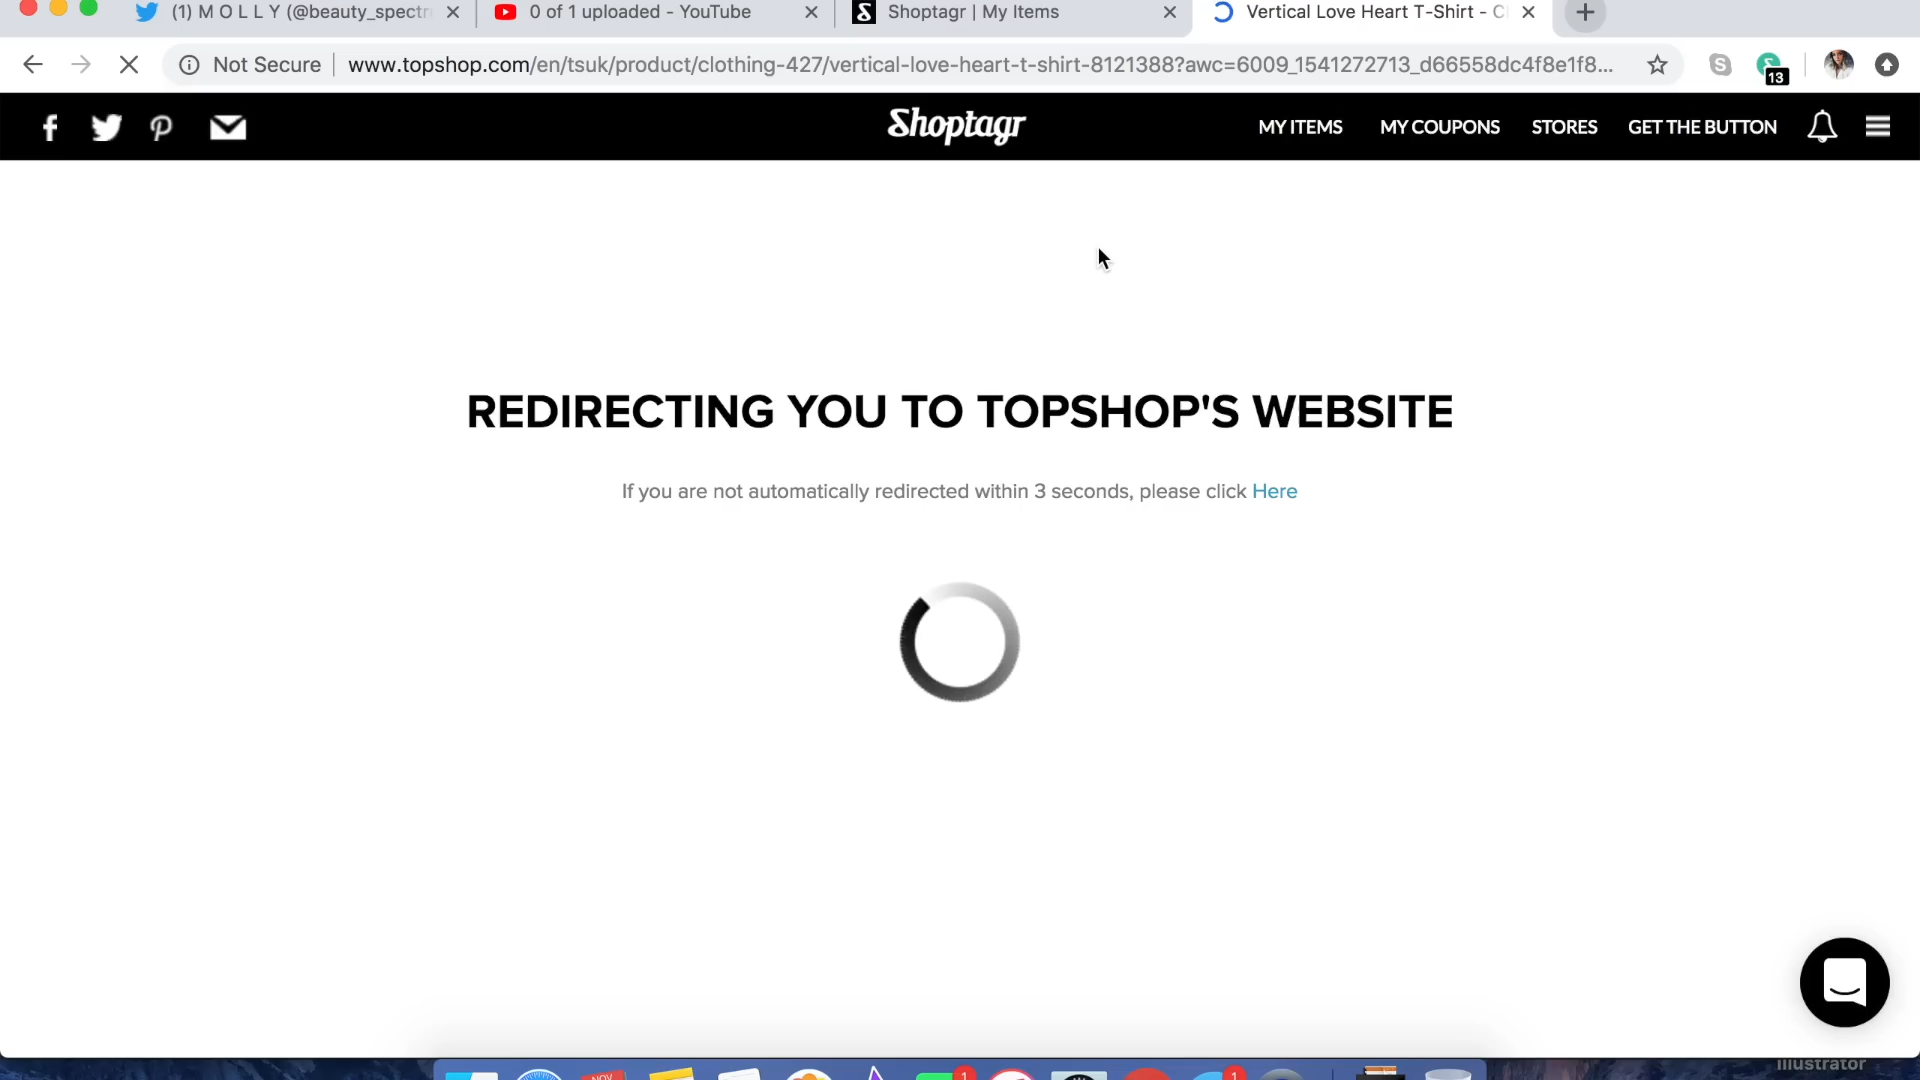 (1) M O L L Y (@beauty_spectr
0 of 1 uploaded - YouTube
Shoptagr | My Items
Vertical Love Heart T-Shirt - C
Not Secure
www.topshop.com/en/tsuk/product/clothing-427/vertical-love-heart-t-shirt-8121388?awc=6009_1541272713_d66558dc4f8e1f8...
13
Shoptagr
MY ITEMS
MY COUPONS
STORES
GET THE BUTTON
REDIRECTING YOU TO TOPSHOP'S WEBSITE
If you are not automatically redirected within 3 seconds, please click Here
NOV
1
1
Illustrator